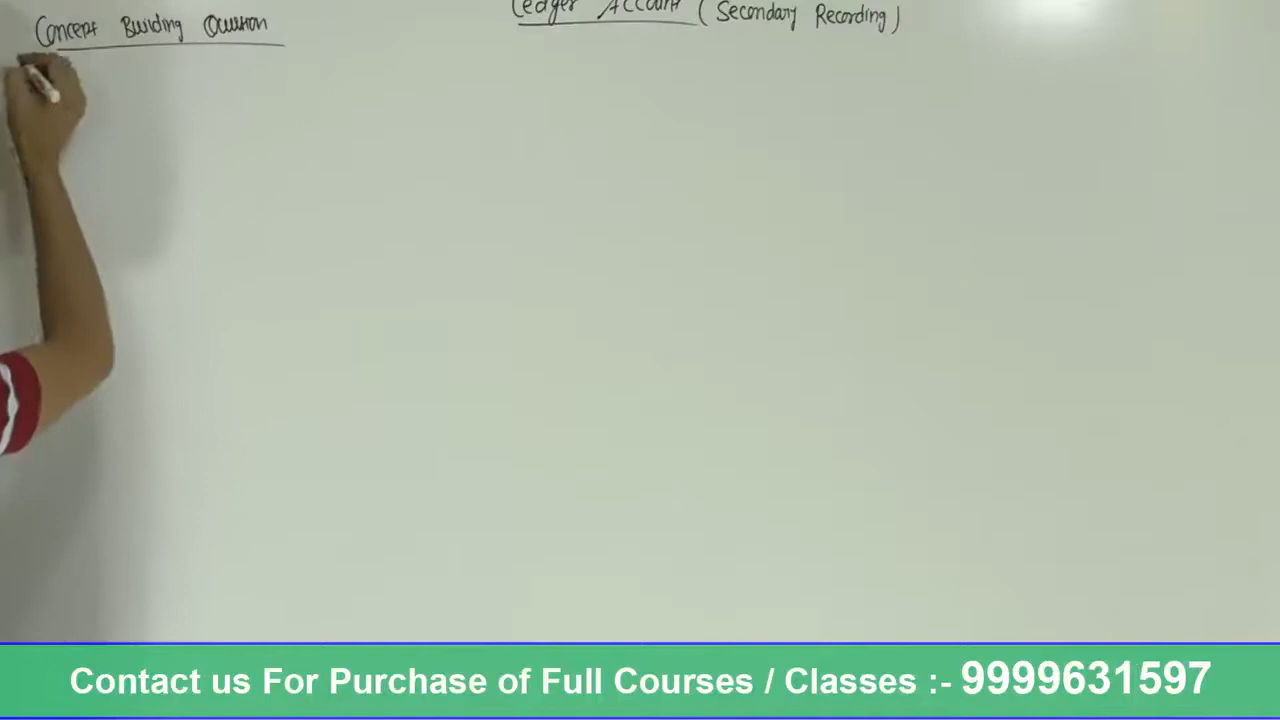 Ledger Account (Secondary Recording)
Concept Building Question
Contact us For Purchase of Full Courses / Classes :- 9999631597